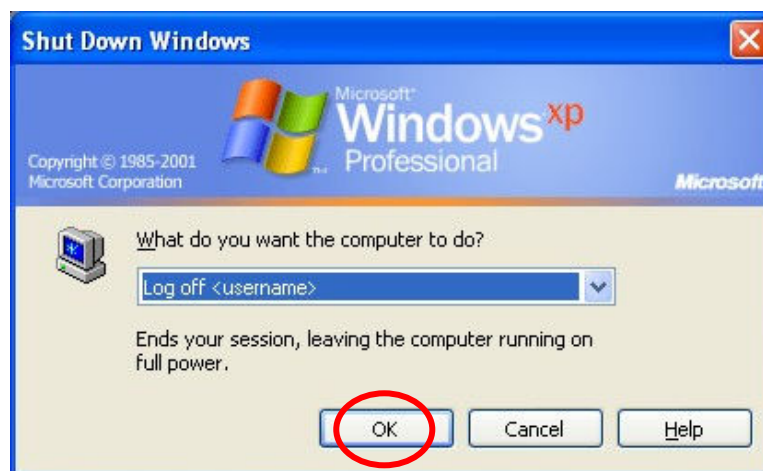 Shut Down Windows
Microsoft®
Windows xp
Professional
Copyright © 1985-2001
Microsoft Corporation
Microsoft
What do you want the computer to do?
Log off <username>
Ends your session, leaving the computer running on
full power.
OK
Cancel
Help